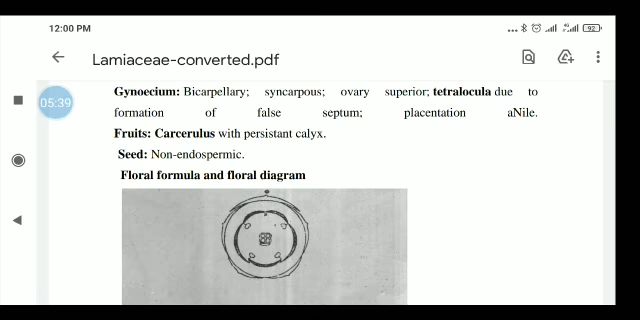 12:00 PM
92
Lamiaceae-converted.pdf
05:39
Gynoecium: Bicarpellary; syncarpous; ovary superior; tetralocula due to
formation of false septum; placentation aNile.
Fruits: Carcerulus with persistant calyx.
Seed: Non-endospermic.
Floral formula and floral diagram